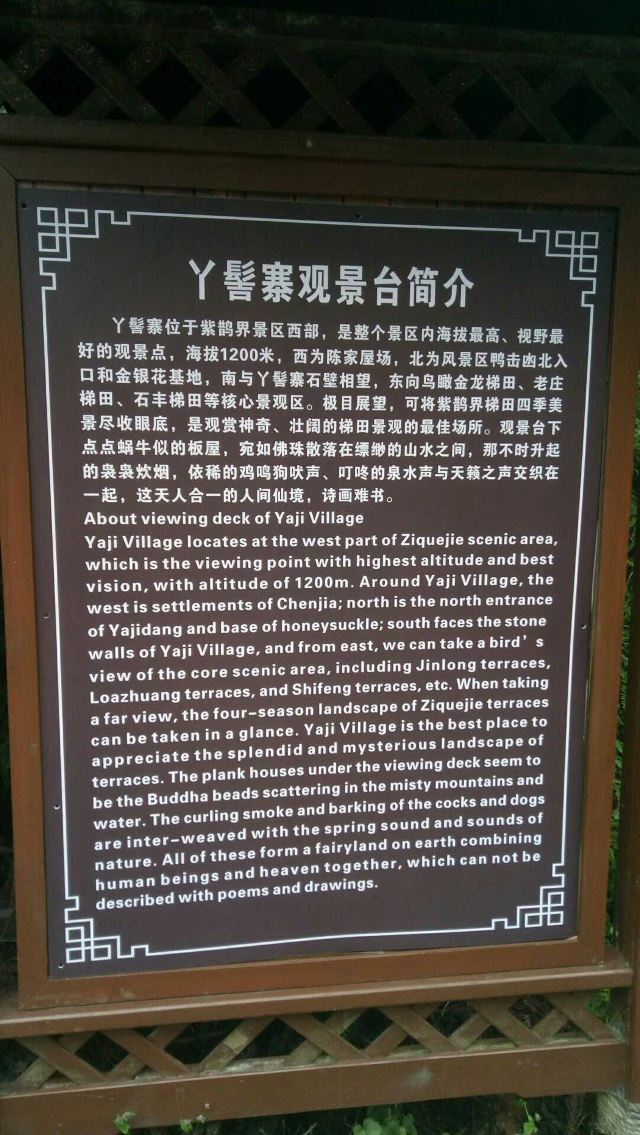 丫髻寨观景台简介
丫髻寨位于紫鹊界景区西部，是整个景区内海拔最高、视野最
好的观景点，海拔1200米，西为陈家屋场，北为风景区鸭击凼北入
口和金银花基地，南与丫髻寨石壁相望，东向鸟瞰金龙梯田、老庄
梯田、石丰梯田等核心景观区。极目展望，可将紫鹊界梯田四季美
景尽收眼底，是观赏神奇、壮阔的梯田景观的最佳场所。观景台下
点点蜗牛似的板屋，宛如佛珠散落在缥缈的山水之间，那不时升起
的袅袅炊烟，依稀的鸡鸣狗吠声、叮咚的泉水声与天籁之声交织在
一起，这天人合一的人间仙境，诗画难书。
About viewing deck of Yaji Village
Yaji Village locates at the west part of Ziquejie scenic area,
which is the viewing point with highest altitude and best
vision, with altitude of 1200m. Around Yaji Village, the
west is settlements of Chenjia; north is the north entrance
of Yajidang and base of honeysuckle; south faces the stone
walls of Yaji Village, and from east, we can take a bird’s
view of the core scenic area, including Jinlong terraces,
Loazhuang terraces, and Shifeng terraces, etc. When taking
a far view, the four-season landscape of Ziquejie terraces
can be taken in a glance. Yaji Village is the best place to
appreciate the splendid and mysterious landscape of
terraces. The plank houses under the viewing deck seem to
be the Buddha beads scattering in the misty mountains and
water. The curling smoke and barking of the cocks and dogs
are inter-weaved with the spring sound and sounds of
nature. All of these form a fairyland on earth combining
human beings and heaven together, which can not be
described with poems and drawings.